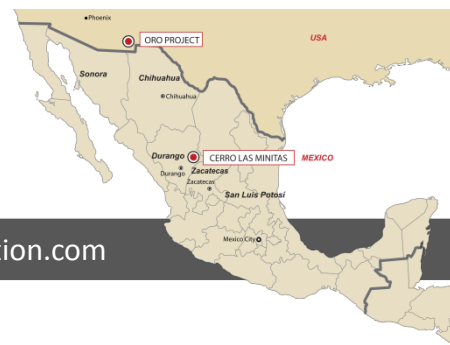 Phoenix
ORO PROJECT
USA
Sonora
Chihuahua
Chihuahua
Durango
CERRO LAS MINITAS
MEXICO
Durango
Zacatecas
Zacatecas
San Luis Potosi
Mexico City
tion.com